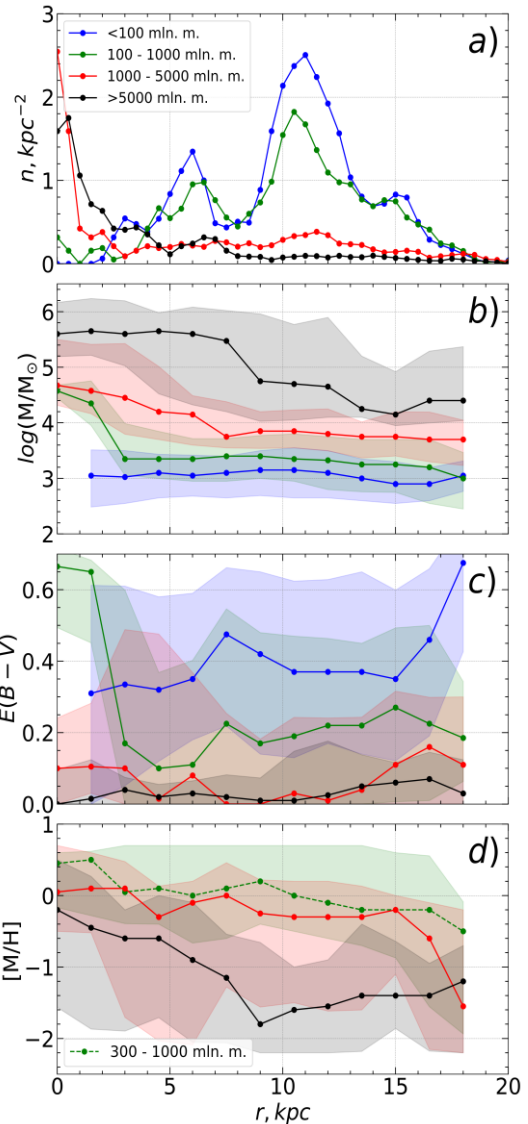 a)
<100 mln. m.
100 - 1000 mln. m.
1000 - 5000 mln. m.
>5000 mln. m.
3
2
1
0
n, kpc⁻²
b)
6
5
4
3
2
log(M/M⊙)
c)
0.6
0.4
0.2
0.0
E(B − V)
d)
1
0
−1
−2
[M/H]
300 - 1000 mln. m.
0 5 10 15 20
r, kpc